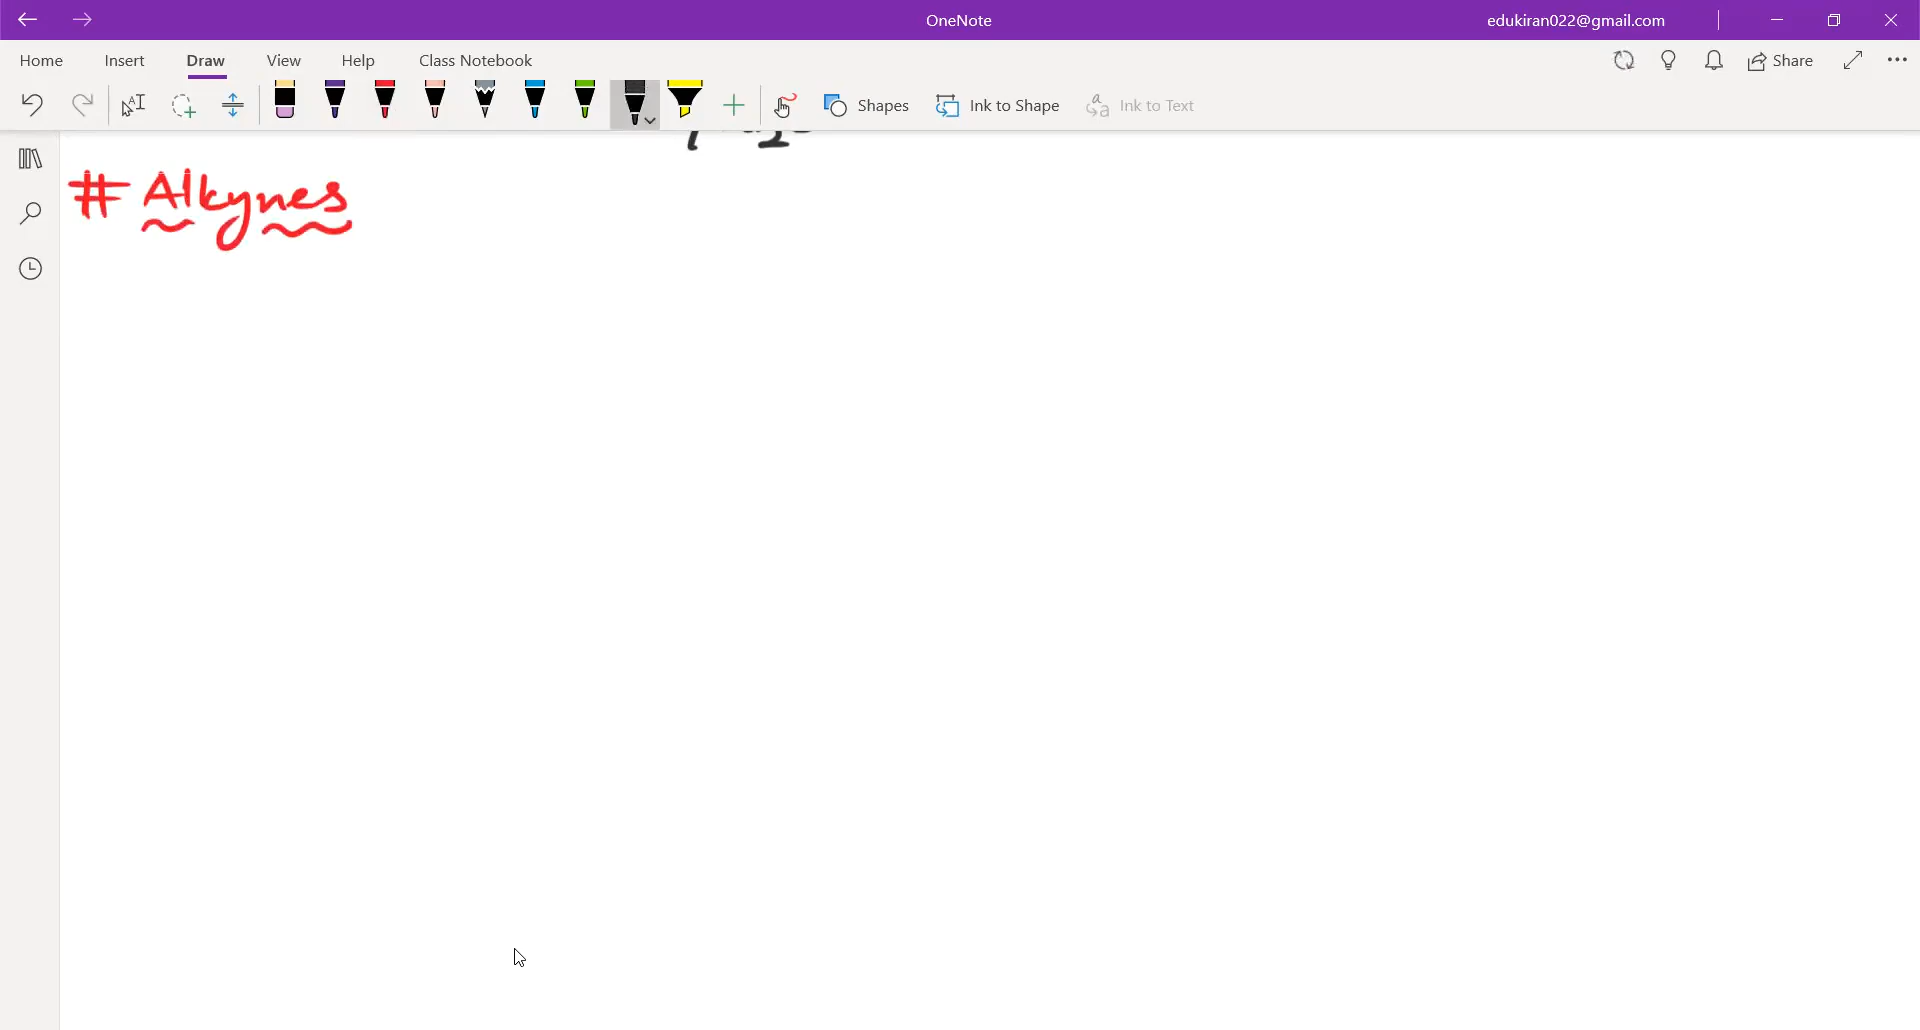 OneNote
edukiran022@gmail.com
Home Insert Draw View Help Class Notebook
Share
Shapes Ink to Shape Ink to Text
# Alkynes